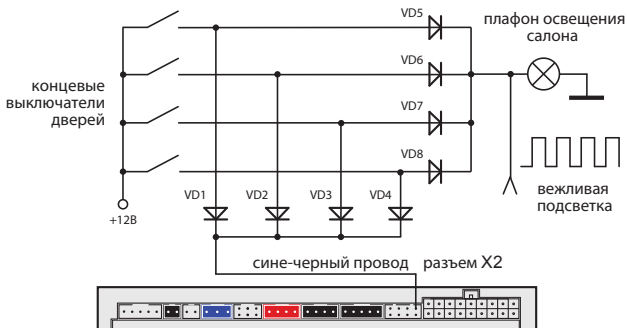 VD5
плафон освещения
салона
VD6
концевые
выключатели
дверей
VD7
VD8
вежливая
подсветка
VD1
VD2
VD3
VD4
+12В
сине-черный провод
разъем X2